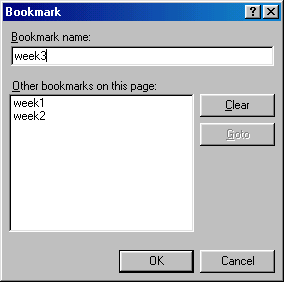 Bookmark
Bookmark name:
week3
Other bookmarks on this page:
week1
week2
Clear
Goto
OK
Cancel